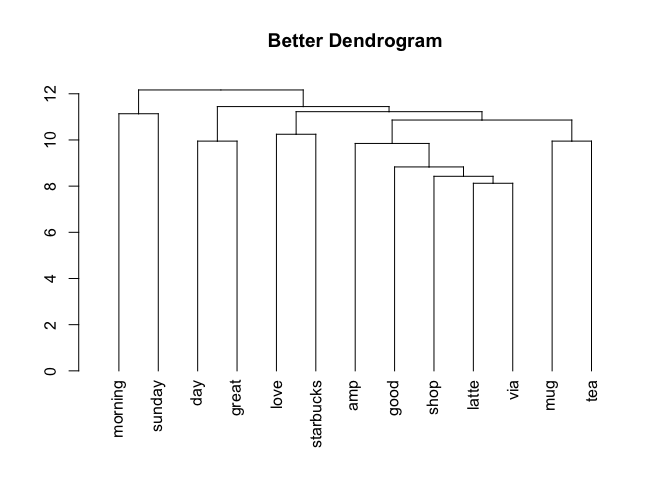 Better Dendrogram
12
10
8
6
4
2
0
morning
sunday
day
great
love
starbucks
amp
good
shop
latte
via
mug
tea